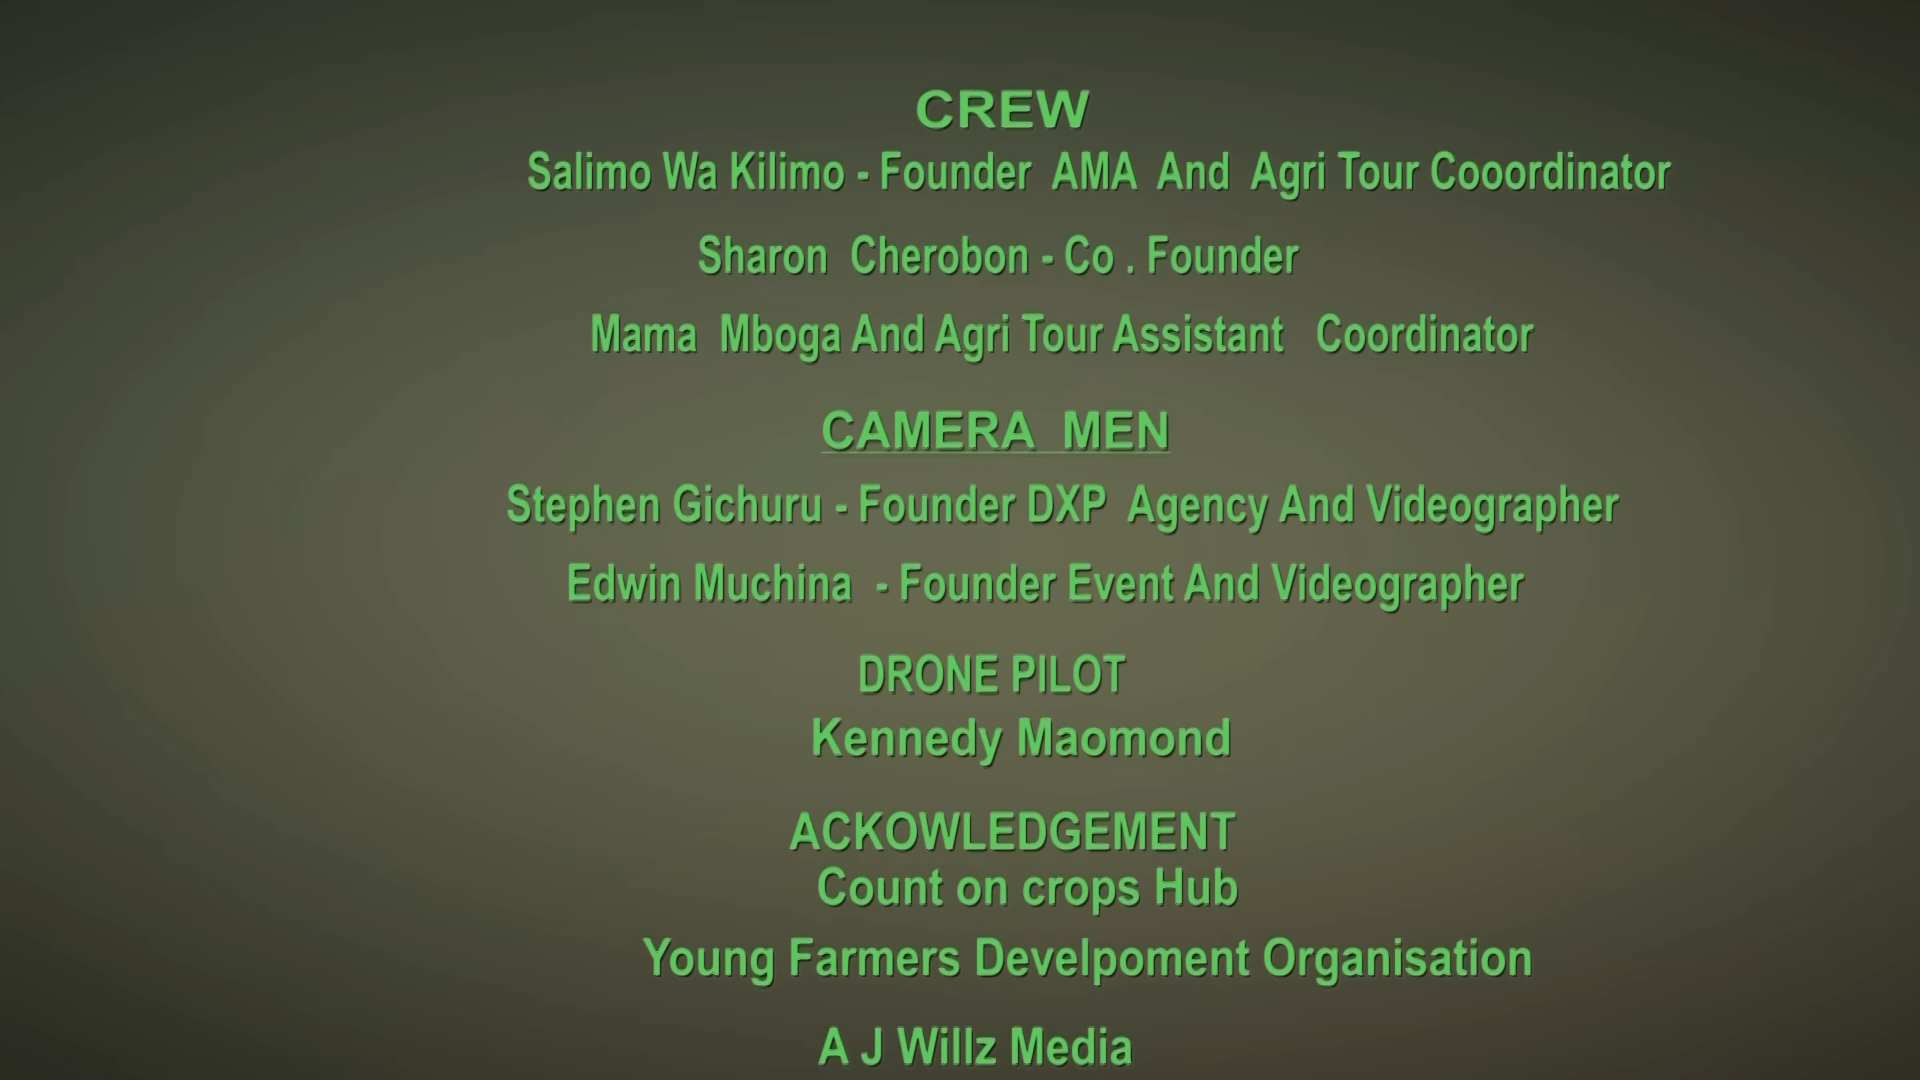 CREW
Salimo Wa Kilimo - Founder AMA And Agri Tour Cooordinator
Sharon Cherobon - Co . Founder
Mama Mboga And Agri Tour Assistant Coordinator
CAMERA MEN
Stephen Gichuru - Founder DXP Agency And Videographer
Edwin Muchina - Founder Event And Videographer
DRONE PILOT
Kennedy Maomond
ACKOWLEDGEMENT
Count on crops Hub
Young Farmers Develpoment Organisation
A J Willz Media